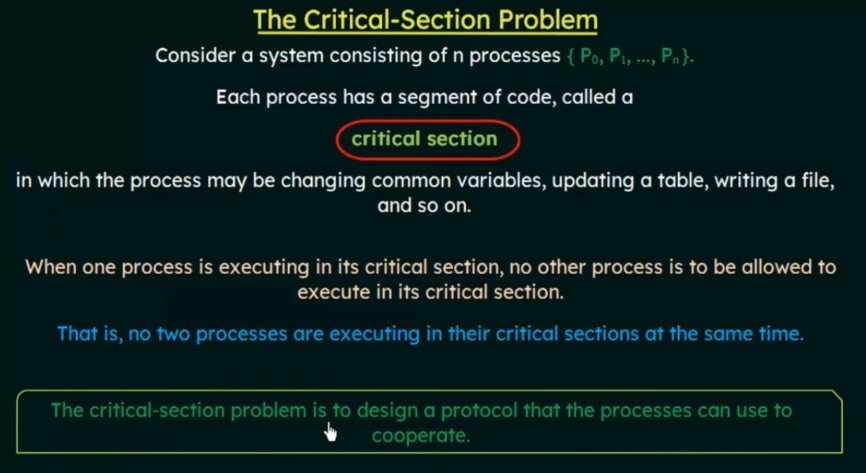 The Critical-Section Problem
Consider a system consisting of n processes { P₀, P₁, ..., Pₙ}.
Each process has a segment of code, called a
critical section
in which the process may be changing common variables, updating a table, writing a file,
and so on.
When one process is executing in its critical section, no other process is to be allowed to
execute in its critical section.
That is, no two processes are executing in their critical sections at the same time.
The critical-section problem is to design a protocol that the processes can use to
cooperate.